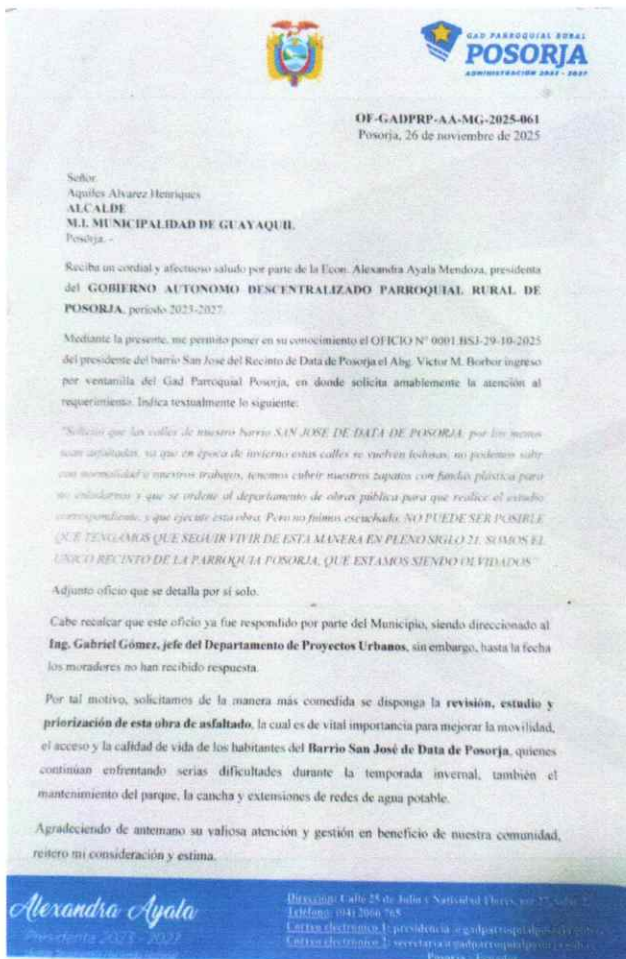 GAD PARROQUIAL RURAL
POSORJA
ADMINISTRACIÓN 2023 - 2027
OF-GADPRP-AA-MG-2025-061
Posorja, 26 de noviembre de 2025
Señor.
Aquiles Alvarez Henriques
ALCALDE
M.I. MUNICIPALIDAD DE GUAYAQUIL
Posorja. -
Reciba un cordial y afectuoso saludo por parte de la Econ. Alexandra Ayala Mendoza, presidenta
del GOBIERNO AUTONOMO DESCENTRALIZADO PARROQUIAL RURAL DE
POSORJA, periodo 2023-2027.
Mediante la presente, me permito poner en su conocimiento el OFICIO N° 0001.BSJ-29-10-2025
del presidente del barrio San Jose del Recinto de Data de Posorja el Abg. Victor M. Borbor ingreso
por ventanilla del Gad Parroquial Posorja, en donde solicita amablemente la atención al
requerimiento. Indica textualmente lo siguiente:
"Solicito que las calles de nuestro barrio SAN JOSE DE DATA DE POSORJA, por los menos
sean asfaltadas, ya que en época de invierno estas calles se vuelven lodosas, no podemos salir
con normalidad a nuestros trabajos, tenemos cubrir nuestros zapatos con fundas plástica para
no enlodarnos y que se ordene al departamento de obras pública para que realice el estudio
correspondiente, y que ejecute esta obra. Pero no fuimos escuchado. NO PUEDE SER POSIBLE
QUE TENGAMOS QUE SEGUIR VIVIR DE ESTA MANERA EN PLENO SIGLO 21. SOMOS EL
UNICO RECINTO DE LA PARROQUIA POSORJA, QUE ESTAMOS SIENDO OLVIDADOS"
Adjunto oficio que se detalla por sí solo.
Cabe recalcar que este oficio ya fue respondido por parte del Municipio, siendo direccionado al
Ing. Gabriel Gómez, jefe del Departamento de Proyectos Urbanos, sin embargo, hasta la fecha
los moradores no han recibido respuesta.
Por tal motivo, solicitamos de la manera más comedida se disponga la revisión, estudio y
priorización de esta obra de asfaltado, la cual es de vital importancia para mejorar la movilidad,
el acceso y la calidad de vida de los habitantes del Barrio San José de Data de Posorja, quienes
continúan enfrentando serias dificultades durante la temporada invernal, también el
mantenimiento del parque, la cancha y extensiones de redes de agua potable.
Agradeciendo de antemano su valiosa atención y gestión en beneficio de nuestra comunidad,
reitero mi consideración y estima.
Alexandra Ayala
Presidenta 2023 - 2027
Dirección: Calle 25 de Julio y Natividad Flores,
Teléfono: (04) 2066 765
Correo electrónico 1:
Correo electrónico 2:
Posorja - Ecuador